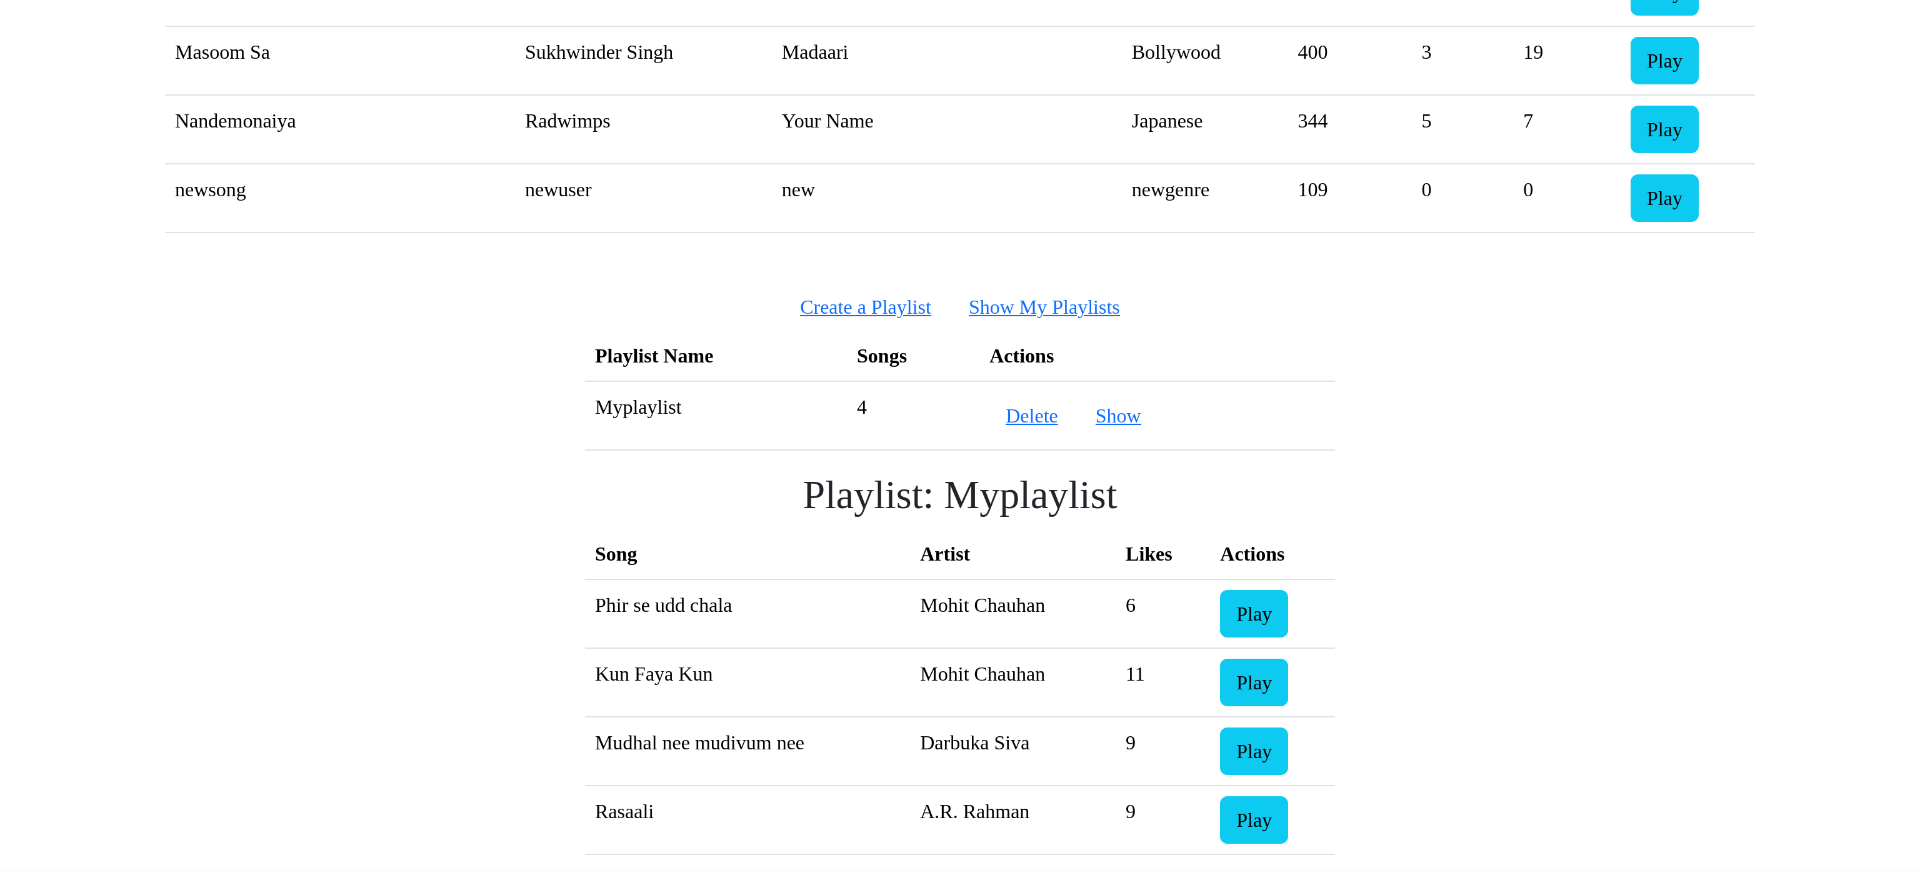 Masoom Sa Sukhwinder Singh Madaari Bollywood 400 3 19 Play
Nandemonaiya Radwimps Your Name Japanese 344 5 7 Play
newsong newuser new newgenre 109 0 0 Play
Create a Playlist Show My Playlists
Playlist Name Songs Actions
Myplaylist 4 Delete Show
Playlist: Myplaylist
Song Artist Likes Actions
Phir se udd chala Mohit Chauhan 6 Play
Kun Faya Kun Mohit Chauhan 11 Play
Mudhal nee mudivum nee Darbuka Siva 9 Play
Rasaali A.R. Rahman 9 Play